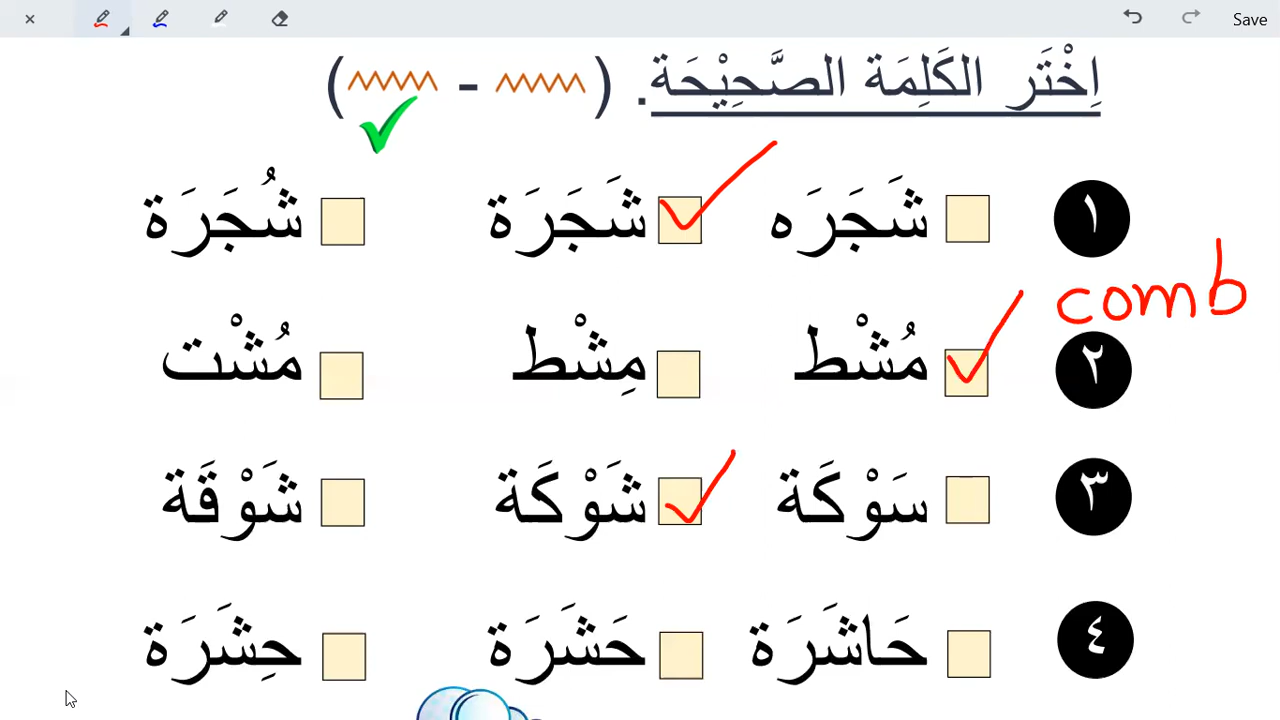 Save
اِخْتَر الكَلِمَة الصَّحِيْحَة. ( - )
١ شَجَرَه شَجَرَة شُجَرَة
comb
٢ مُشْط مِشْط مُشْت
٣ سَوْكَة شَوْكَة شَوْقَة
٤ حَاشَرَة حَشَرَة حِشَرَة